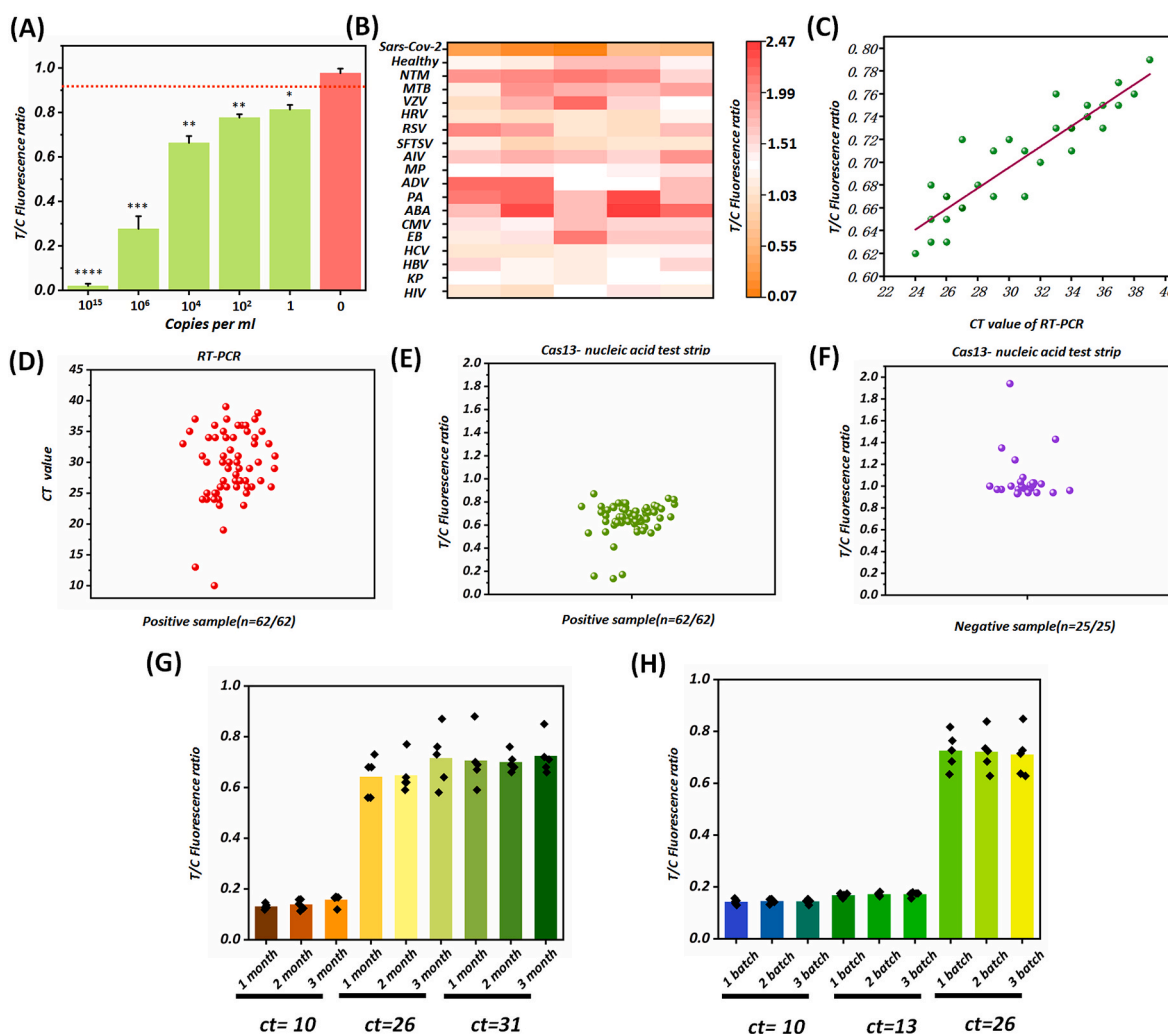 (A)
T/C Fluorescence ratio
1.0
0.8
0.6
0.4
0.2
0.0
****
***
**
**
*
10¹⁵
10⁶
10⁴
10²
1
0
Copies per ml
(B)
Sars-Cov-2
Healthy
NTM
MTB
VZV
HRV
RSV
SFTSV
AIV
MP
ADV
PA
ABA
CMV
EB
HCV
HBV
KP
HIV
T/C Fluorescence ratio
2.47
1.99
1.51
1.03
0.55
0.07
(C)
T/C Fluorescence ratio
0.80
0.78
0.76
0.74
0.72
0.70
0.68
0.66
0.64
0.62
0.60
22 24 26 28 30 32 34 36 38 40
CT value of RT-PCR
(D)
RT-PCR
CT value
45
40
35
30
25
20
15
10
Positive sample(n=62/62)
(E)
Cas13- nucleic acid test strip
T/C Fluorescence ratio
2.0
1.8
1.6
1.4
1.2
1.0
0.8
0.6
0.4
0.2
0.0
Positive sample(n=62/62)
(F)
Cas13- nucleic acid test strip
T/C Fluorescence ratio
2.0
1.8
1.6
1.4
1.2
1.0
0.8
0.6
0.4
0.2
0.0
Negative sample(n=25/25)
(G)
T/C Fluorescence ratio
1.0
0.8
0.6
0.4
0.2
0.0
1 month
2 month
3 month
1 month
2 month
3 month
1 month
2 month
3 month
ct= 10
ct=26
ct=31
(H)
T/C Fluorescence ratio
1.0
0.8
0.6
0.4
0.2
0.0
1 batch
2 batch
3 batch
1 batch
2 batch
3 batch
1 batch
2 batch
3 batch
ct= 10
ct=13
ct=26